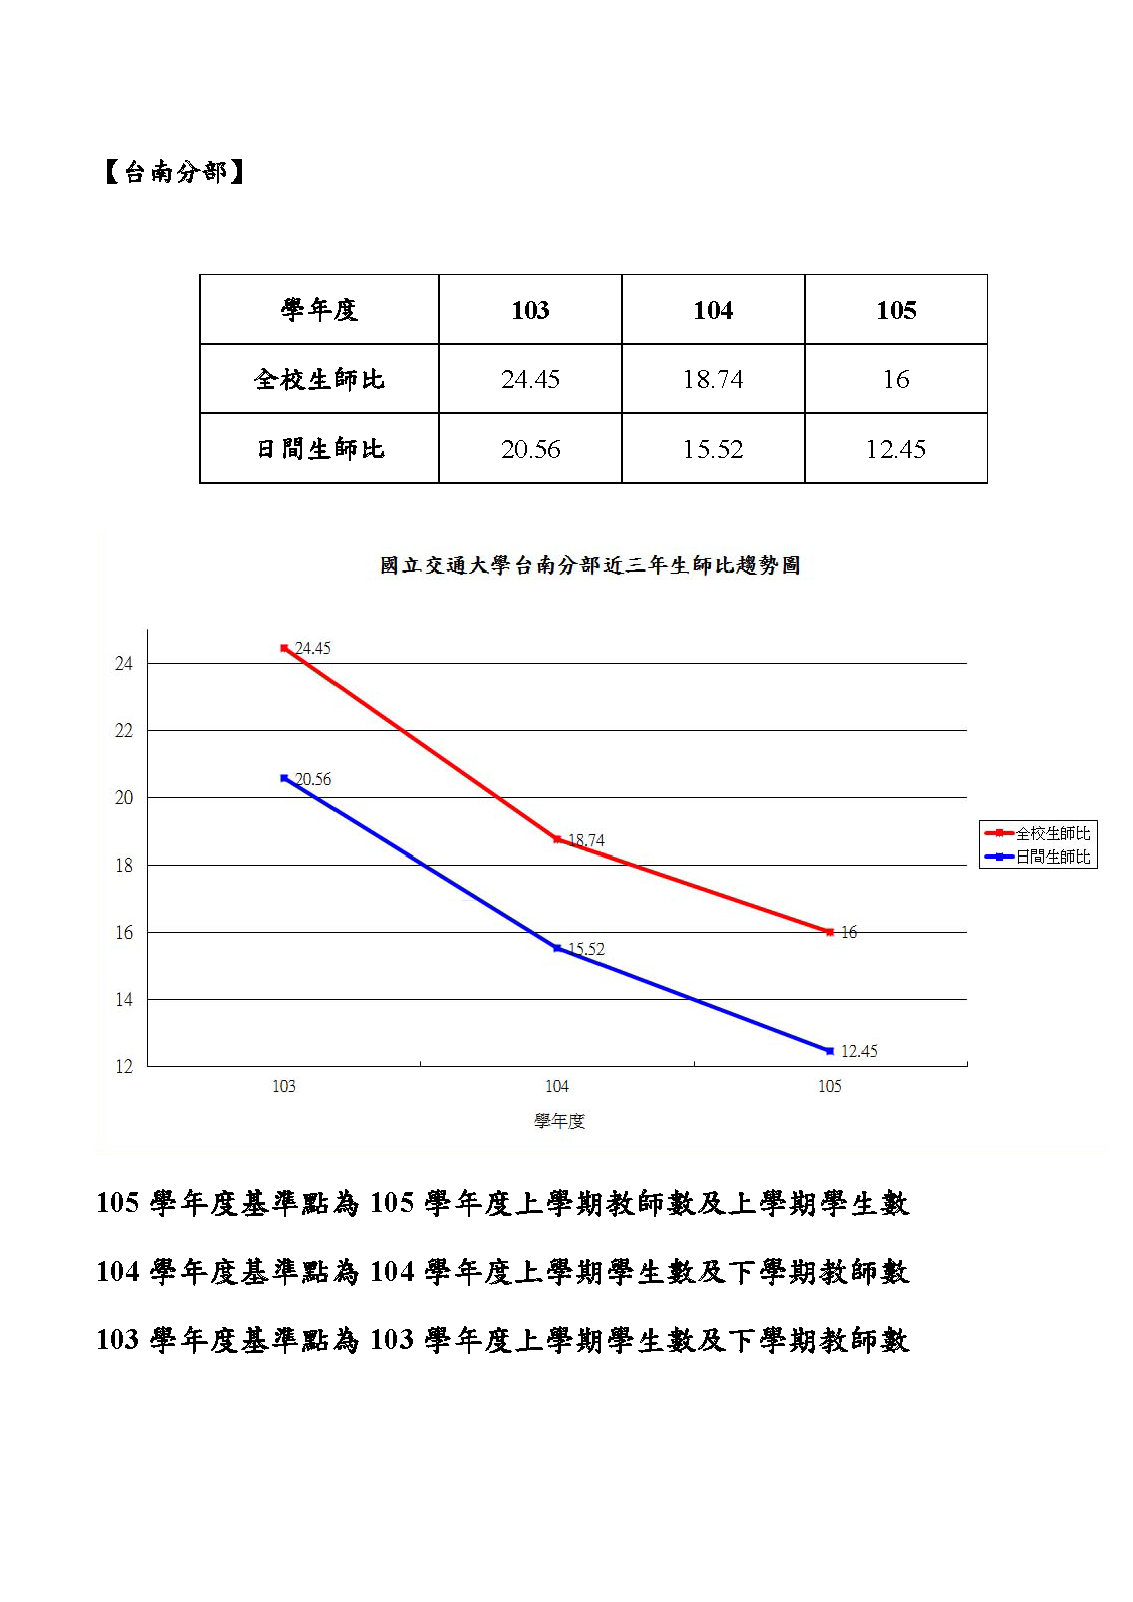 【台南分部】
學年度 103 104 105
全校生師比 24.45 18.74 16
日間生師比 20.56 15.52 12.45
國立交通大學台南分部近三年生師比趨勢圖
24.45
24
22
20.56
20
18.74
18
全校生師比
日間生師比
16
16
15.52
14
12.45
12
103 104 105
學年度
105 學年度基準點為 105 學年度上學期教師數及上學期學生數
104 學年度基準點為 104 學年度上學期學生數及下學期教師數
103 學年度基準點為 103 學年度上學期學生數及下學期教師數